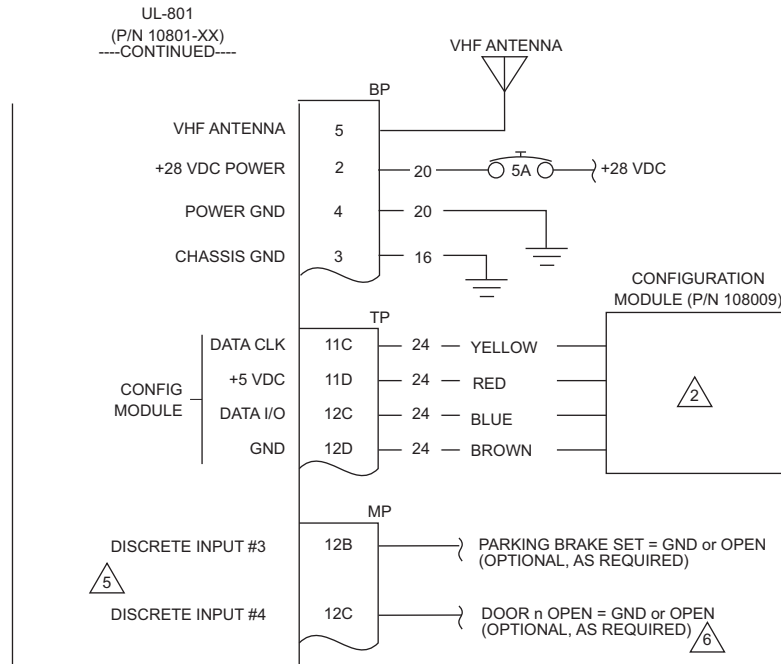 UL-801
(P/N 10801-XX)
----CONTINUED----
VHF ANTENNA
BP
VHF ANTENNA 5
+28 VDC POWER 2 20 5A +28 VDC
POWER GND 4 20
CHASSIS GND 3 16
CONFIGURATION
MODULE (P/N 108009)
TP
CONFIG
MODULE
DATA CLK 11C 24 YELLOW
+5 VDC 11D 24 RED
DATA I/O 12C 24 BLUE
GND 12D 24 BROWN
2
MP
DISCRETE INPUT #3 12B PARKING BRAKE SET = GND or OPEN
(OPTIONAL, AS REQUIRED)
5
DISCRETE INPUT #4 12C DOOR n OPEN = GND or OPEN
(OPTIONAL, AS REQUIRED) 6